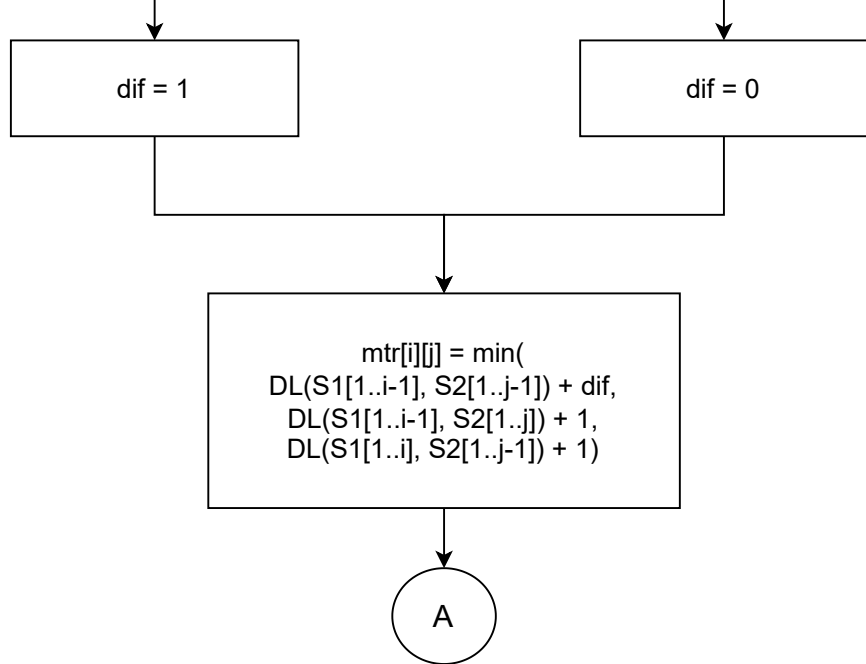 dif = 1
dif = 0
mtr[i][j] = min(
DL(S1[1..i-1], S2[1..j-1]) + dif,
DL(S1[1..i-1], S2[1..j]) + 1,
DL(S1[1..i], S2[1..j-1]) + 1)
A